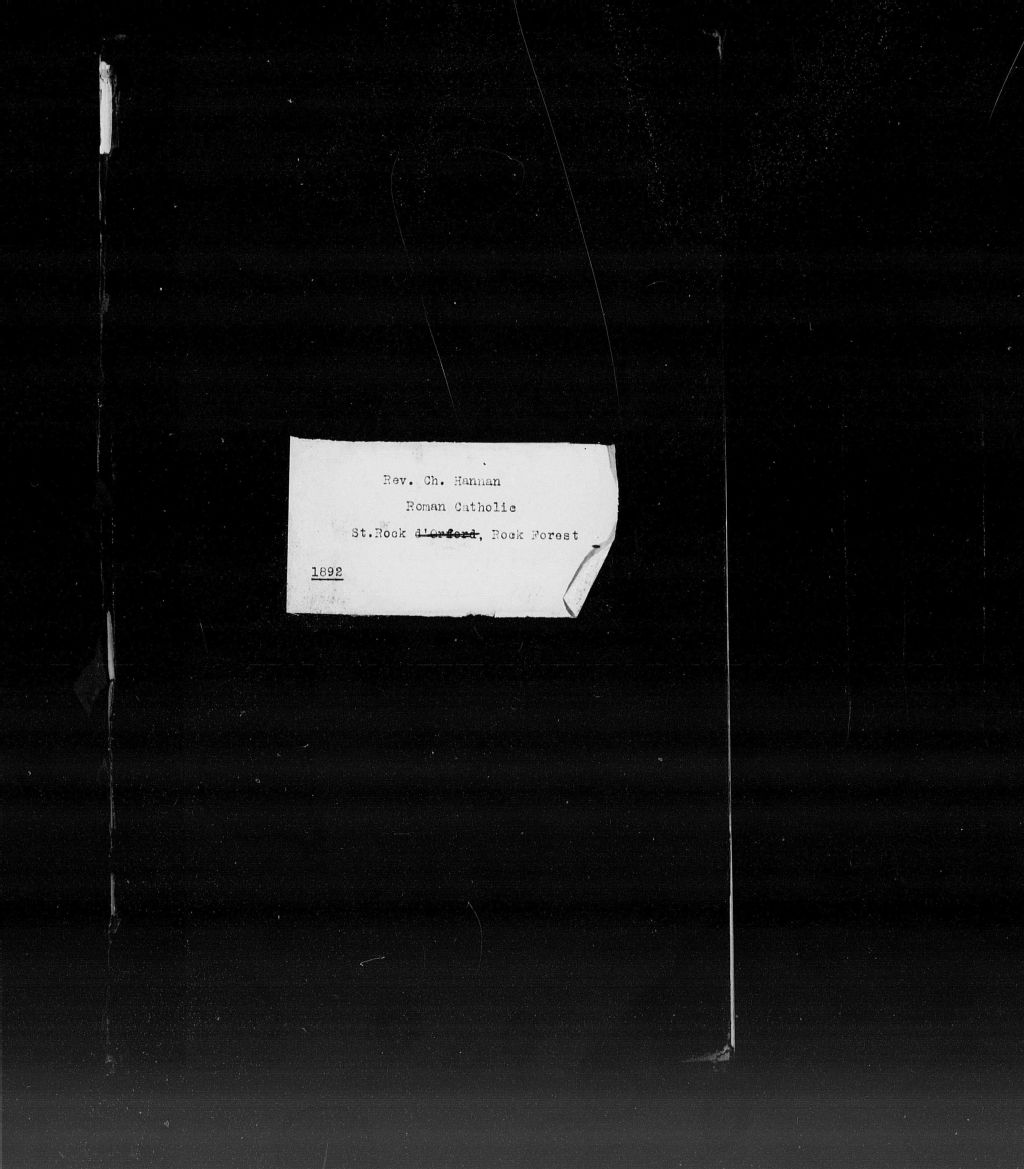 Rev. Ch. Hannan
Roman Catholic
St.Rock d'Orford, Rock Forest
1892